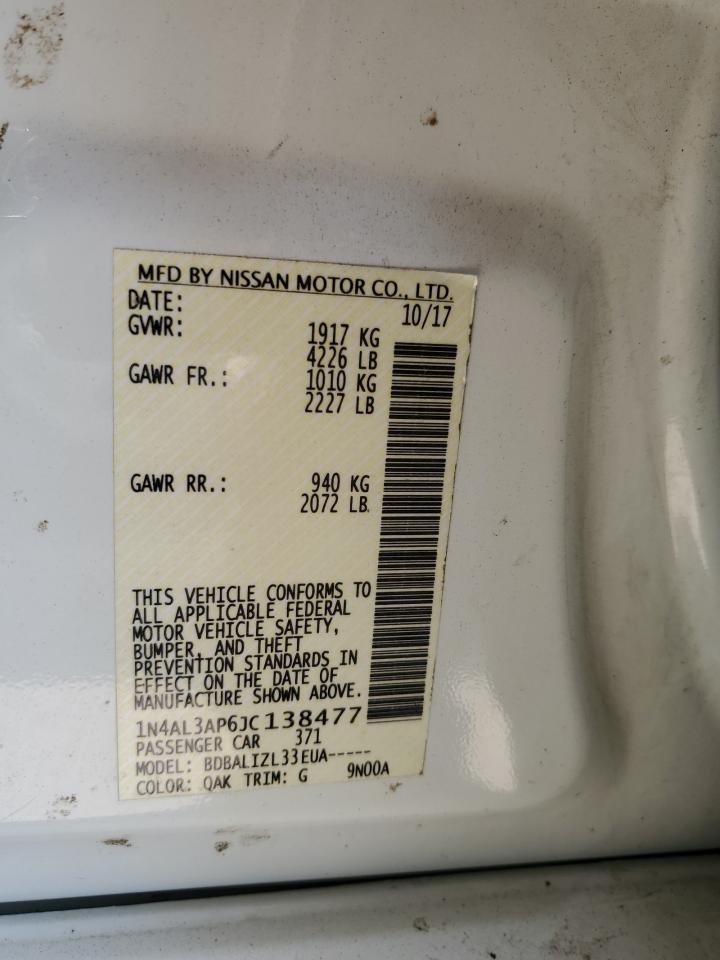 MFD BY NISSAN MOTOR CO., LTD.
DATE: 10/17
GVWR: 1917 KG
4226 LB
GAWR FR.: 1010 KG
2227 LB
GAWR RR.: 940 KG
2072 LB
THIS VEHICLE CONFORMS TO
ALL APPLICABLE FEDERAL
MOTOR VEHICLE SAFETY,
BUMPER, AND THEFT
PREVENTION STANDARDS IN
EFFECT ON THE DATE OF
MANUFACTURE SHOWN ABOVE.
1N4AL3AP6JC138477
PASSENGER CAR 371
MODEL: BDBALIZL33EUA-----
COLOR: QAK TRIM: G 9N00A